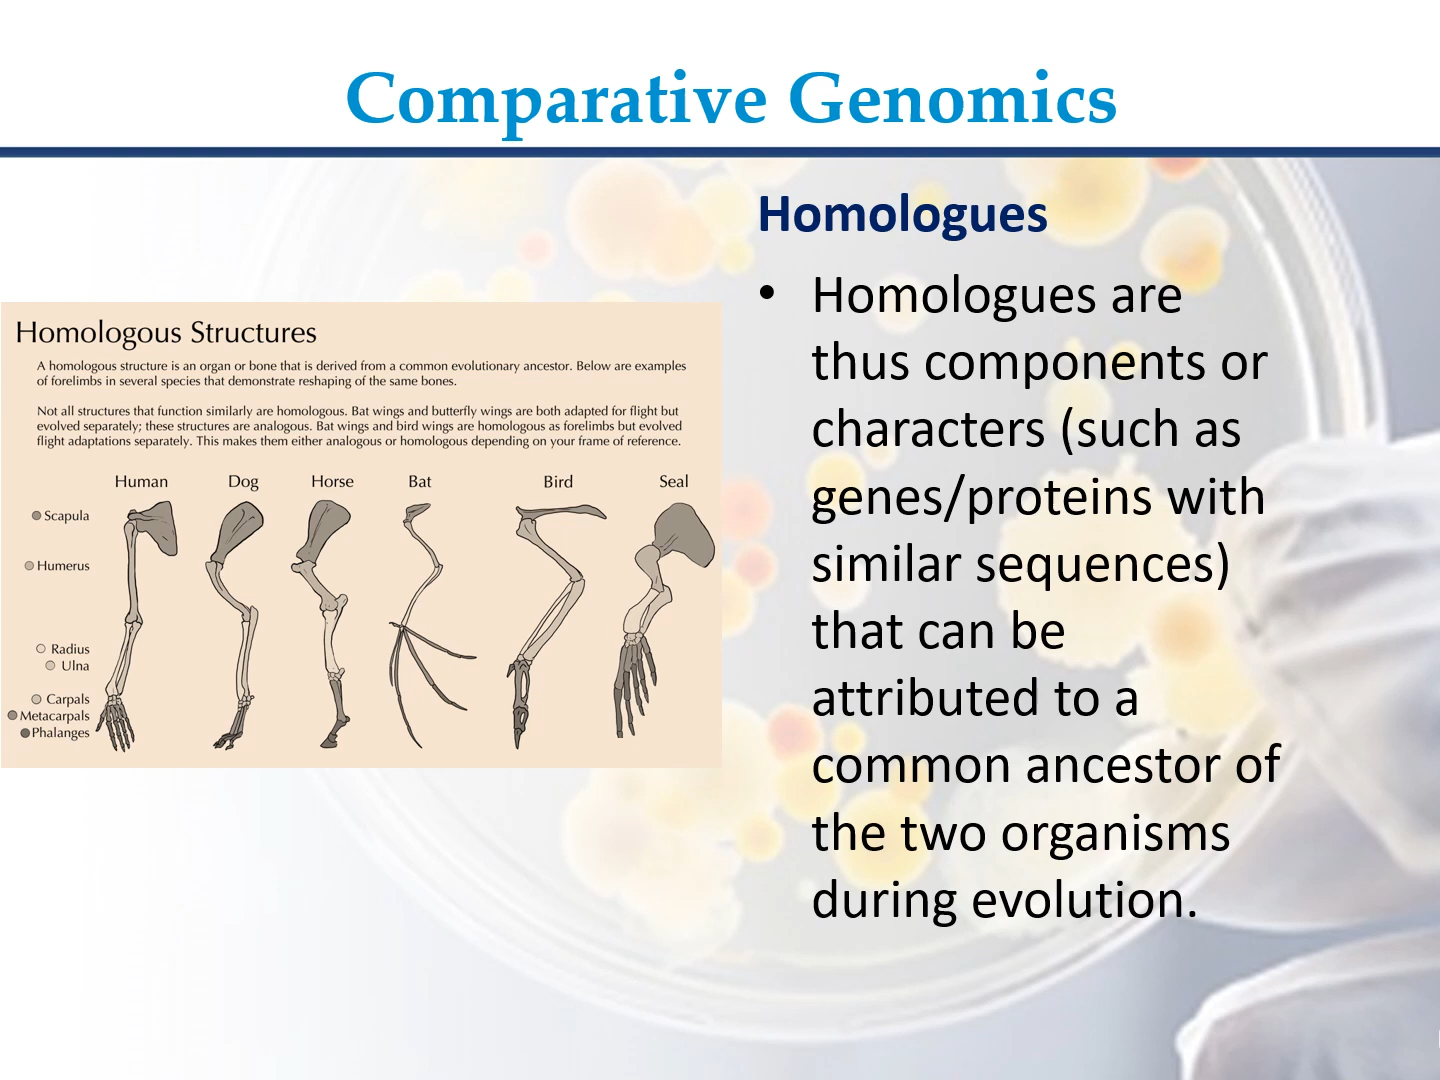 Comparative Genomics
Homologous Structures
A homologous structure is an organ or bone that is derived from a common evolutionary ancestor. Below are examples
of forelimbs in several species that demonstrate reshaping of the same bones.
Not all structures that function similarly are homologous. Bat wings and butterfly wings are both adapted for flight but
evolved separately; these structures are analogous. Bat wings and bird wings are homologous as forelimbs but evolved
flight adaptations separately. This makes them either analogous or homologous depending on your frame of reference.
Human Dog Horse Bat Bird Seal
Scapula
Humerus
Radius
Ulna
Carpals
Metacarpals
Phalanges
Homologues
• Homologues are
thus components or
characters (such as
genes/proteins with
similar sequences)
that can be
attributed to a
common ancestor of
the two organisms
during evolution.